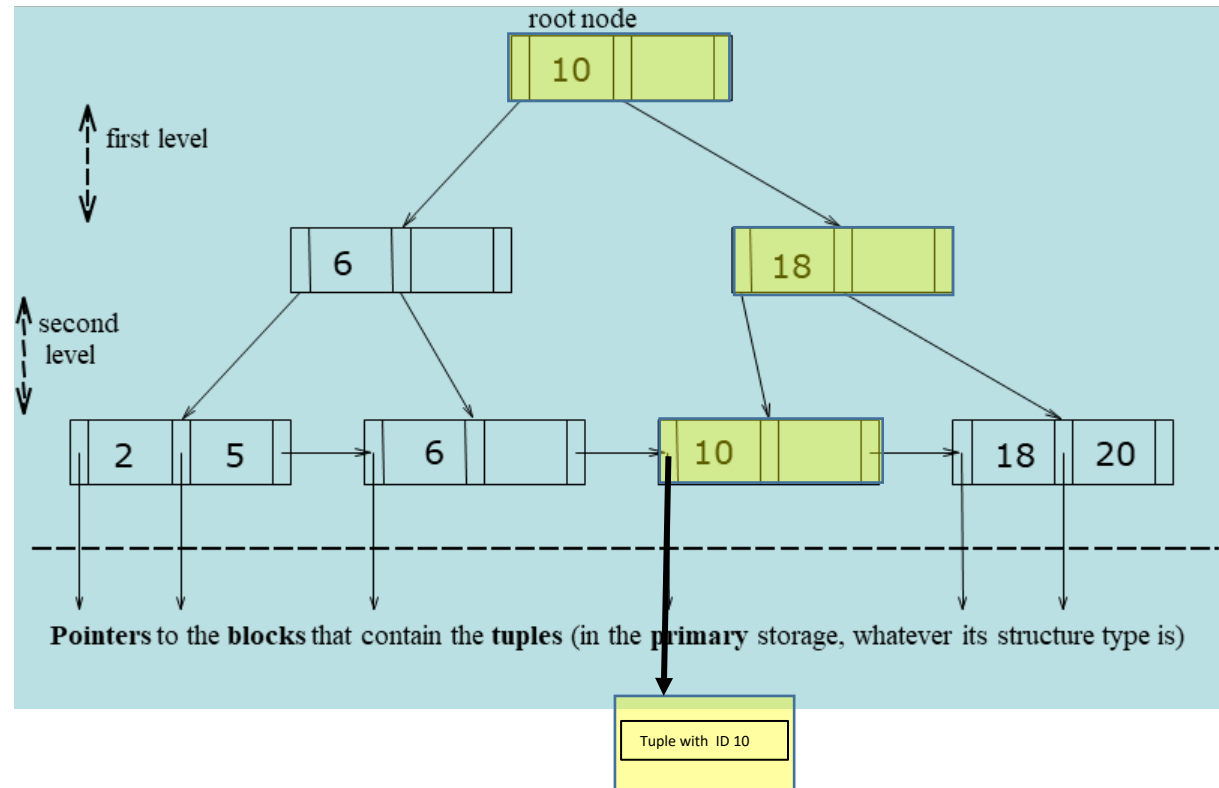 root node
10
first level
6
18
second
level
2 5 6 10 18 20
Pointers to the blocks that contain the tuples (in the primary storage, whatever its structure type is)
Tuple with ID 10